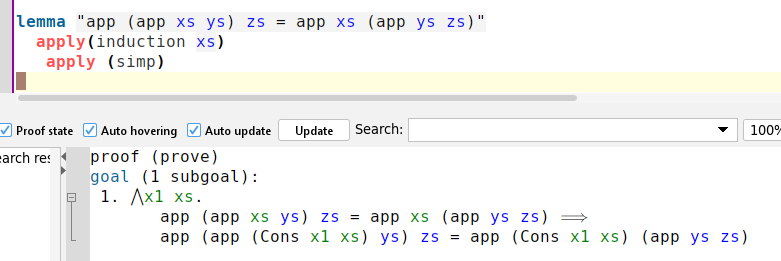 lemma "app (app xs ys) zs = app xs (app ys zs)"
apply(induction xs)
apply (simp)
Proof state Auto hovering Auto update Update Search: 100%
earch res proof (prove)
goal (1 subgoal):
1. ⋀x1 xs.
app (app xs ys) zs = app xs (app ys zs) ⟹
app (app (Cons x1 xs) ys) zs = app (Cons x1 xs) (app ys zs)